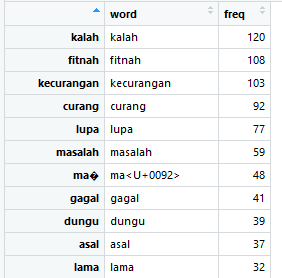 word freq
kalah kalah 120
fitnah fitnah 108
kecurangan kecurangan 103
curang curang 92
lupa lupa 77
masalah masalah 59
ma� ma<U+0092> 48
gagal gagal 41
dungu dungu 39
asal asal 37
lama lama 32